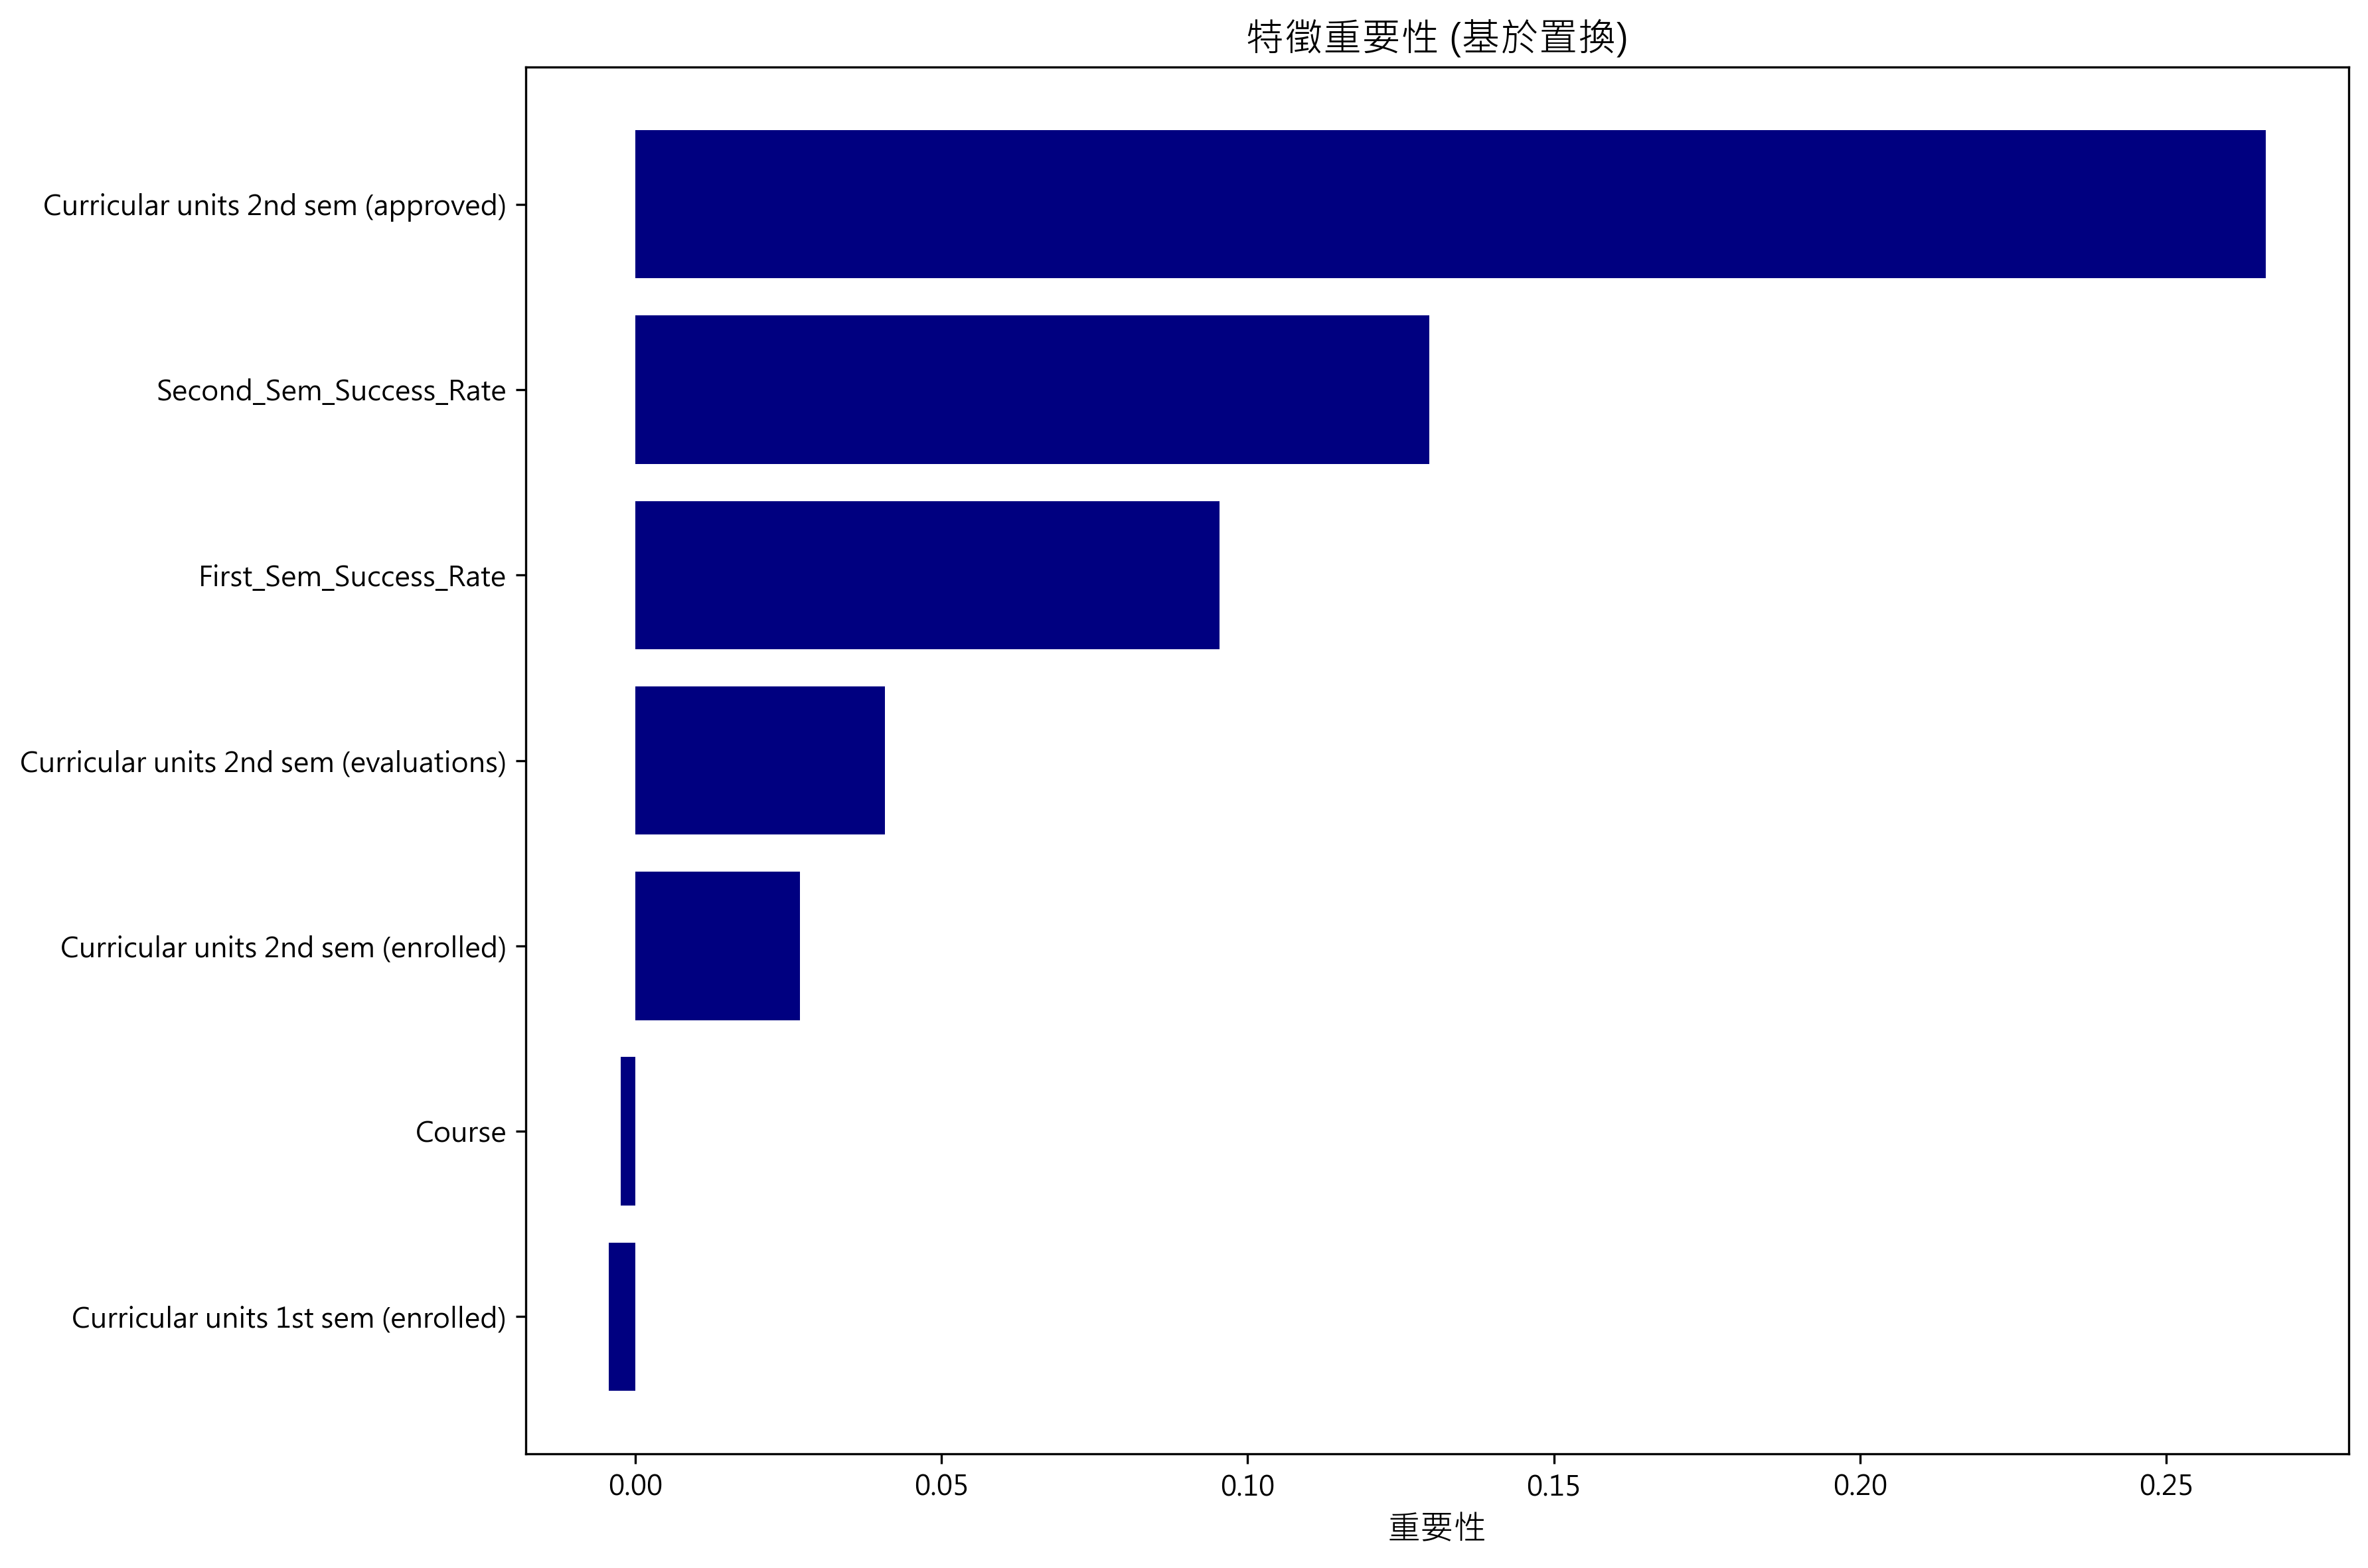 特徵重要性 (基於置換)
Curricular units 2nd sem (approved)
Second_Sem_Success_Rate
First_Sem_Success_Rate
Curricular units 2nd sem (evaluations)
Curricular units 2nd sem (enrolled)
Course
Curricular units 1st sem (enrolled)
0.00 0.05 0.10 0.15 0.20 0.25
重要性